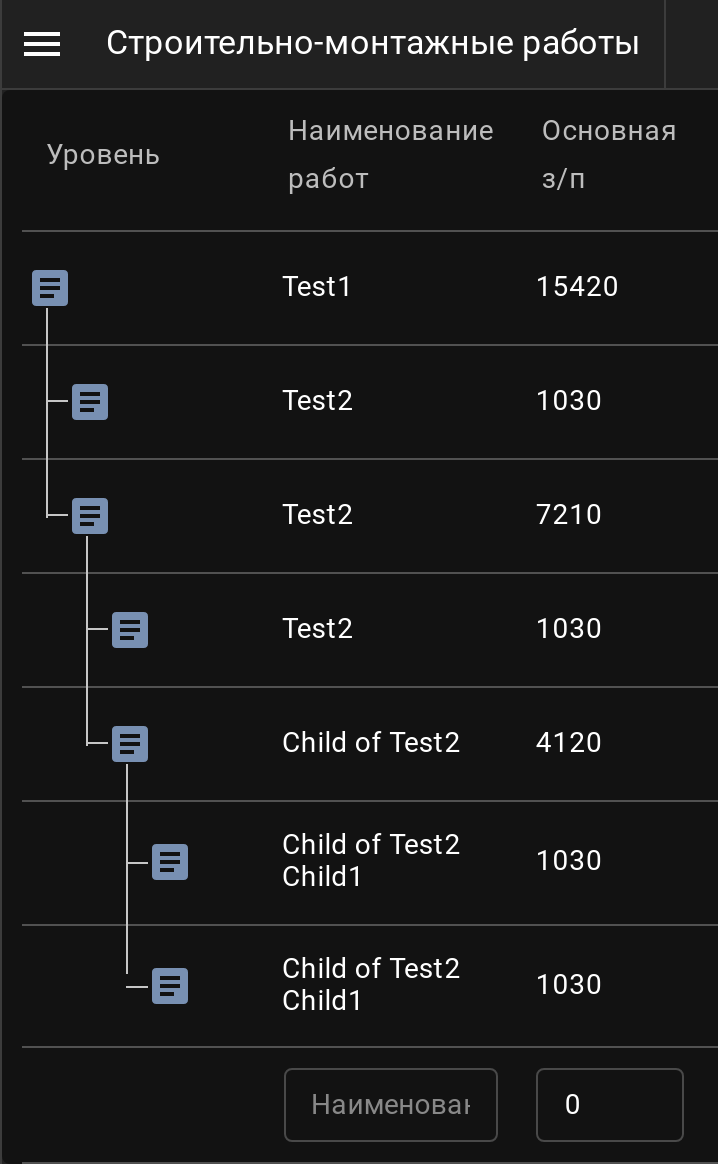 Строительно-монтажные работы
Уровень
Наименование
работ
Основная
з/п
Test1 15420
Test2 1030
Test2 7210
Test2 1030
Child of Test2 4120
Child of Test2
Child1
1030
Child of Test2
Child1
1030
Наименован 0